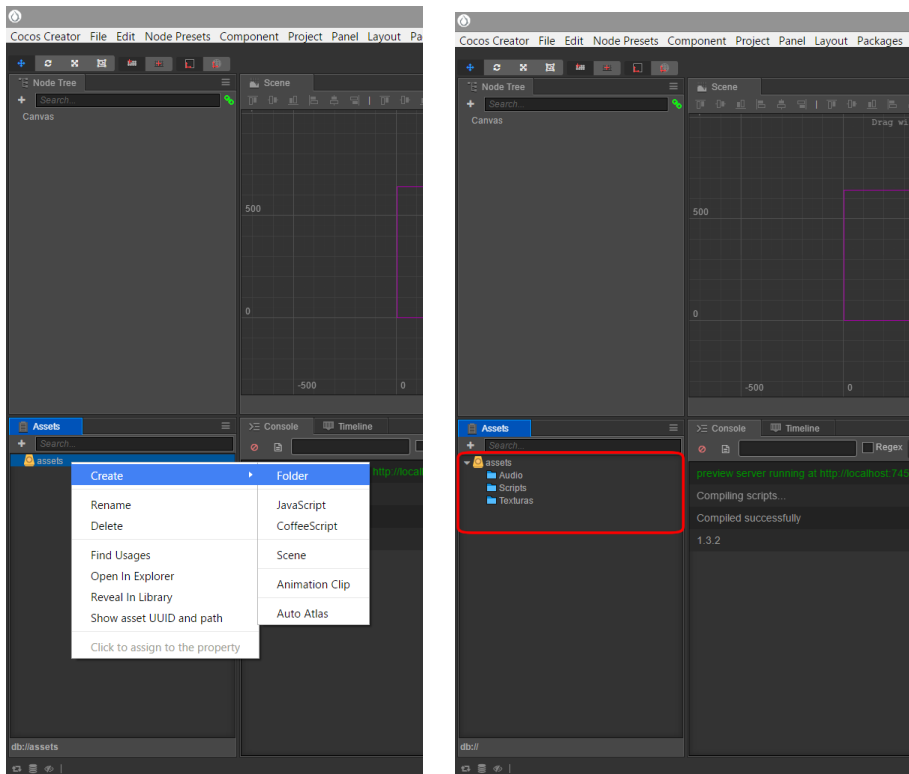 Cocos Creator File Edit Node Presets Component Project Panel Layout Pa
Node Tree
Scene
Search...
Canvas
500
0
-500
0
Assets
Console
Timeline
Search...
assets
http://local
Create
Rename
Delete
Find Usages
Open In Explorer
Reveal In Library
Show asset UUID and path
Click to assign to the property
Folder
JavaScript
CoffeeScript
Scene
Animation Clip
Auto Atlas
db://assets
Cocos Creator File Edit Node Presets Component Project Panel Layout Packages
Node Tree
Scene
Search...
Canvas
Drag wi
500
0
-500
0
Assets
Console
Timeline
Search
Regex
assets
Audio
Scripts
Texturas
preview server running at http://localhost:745
Compiling scripts...
Compiled successfully
1.3.2
db://